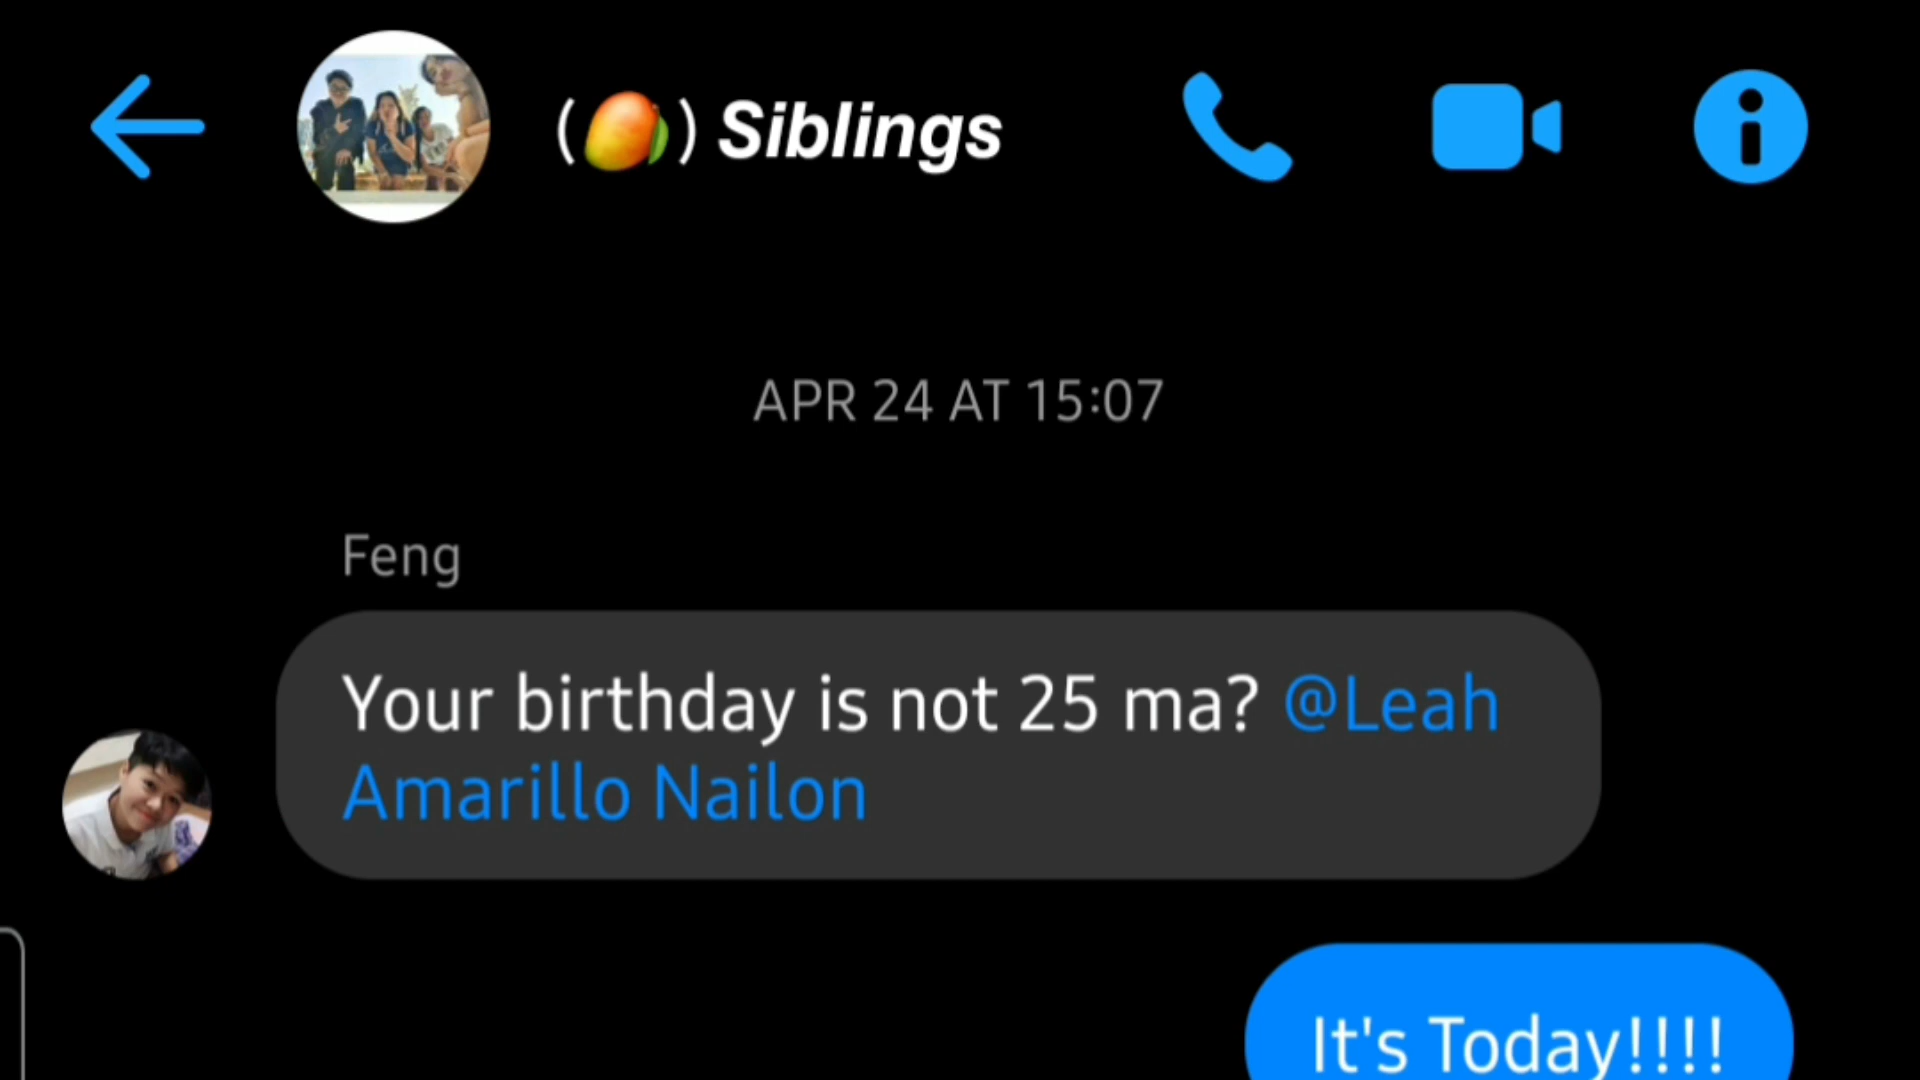 (🥭) Siblings
APR 24 AT 15:07
Feng
Your birthday is not 25 ma? @Leah
Amarillo Nailon
It's Today!!!!